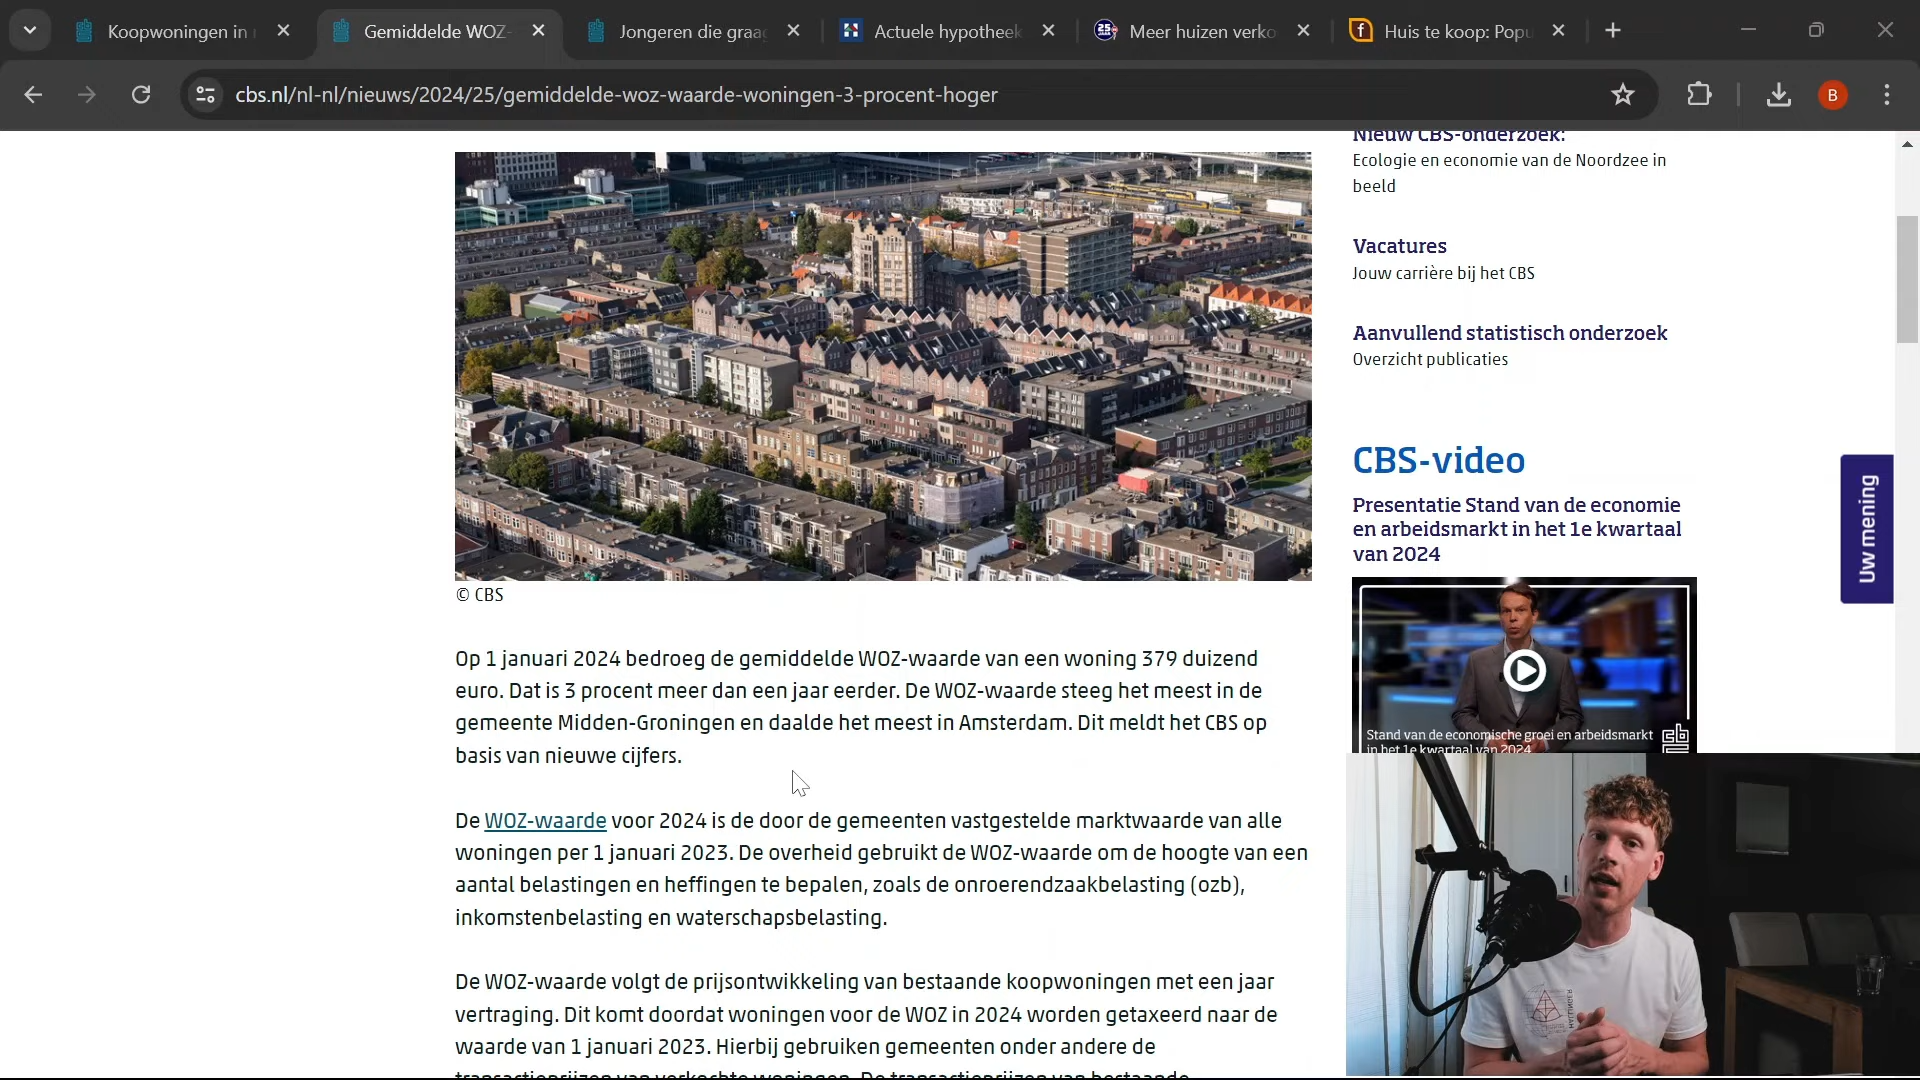 Koopwoningen in
Gemiddelde WOZ-
Jongeren die graa
Actuele hypotheek
Meer huizen verko
Huis te koop: Popu
cbs.nl/nl-nl/nieuws/2024/25/gemiddelde-woz-waarde-woningen-3-procent-hoger
B
Nieuw CBS-onderzoek:
Ecologie en economie van de Noordzee in
beeld
Vacatures
Jouw carrière bij het CBS
Aanvullend statistisch onderzoek
Overzicht publicaties
CBS-video
Presentatie Stand van de economie
en arbeidsmarkt in het 1e kwartaal
van 2024
Stand van de economische groei en arbeidsmarkt
in het 1e kwartaal van 2024
Uw mening
© CBS
Op 1 januari 2024 bedroeg de gemiddelde WOZ-waarde van een woning 379 duizend
euro. Dat is 3 procent meer dan een jaar eerder. De WOZ-waarde steeg het meest in de
gemeente Midden-Groningen en daalde het meest in Amsterdam. Dit meldt het CBS op
basis van nieuwe cijfers.
De WOZ-waarde voor 2024 is de door de gemeenten vastgestelde marktwaarde van alle
woningen per 1 januari 2023. De overheid gebruikt de WOZ-waarde om de hoogte van een
aantal belastingen en heffingen te bepalen, zoals de onroerendzaakbelasting (ozb),
inkomstenbelasting en waterschapsbelasting.
De WOZ-waarde volgt de prijsontwikkeling van bestaande koopwoningen met een jaar
vertraging. Dit komt doordat woningen voor de WOZ in 2024 worden getaxeerd naar de
waarde van 1 januari 2023. Hierbij gebruiken gemeenten onder andere de
transactieprijzen van verkochte woningen. De transactieprijzen van bestaande